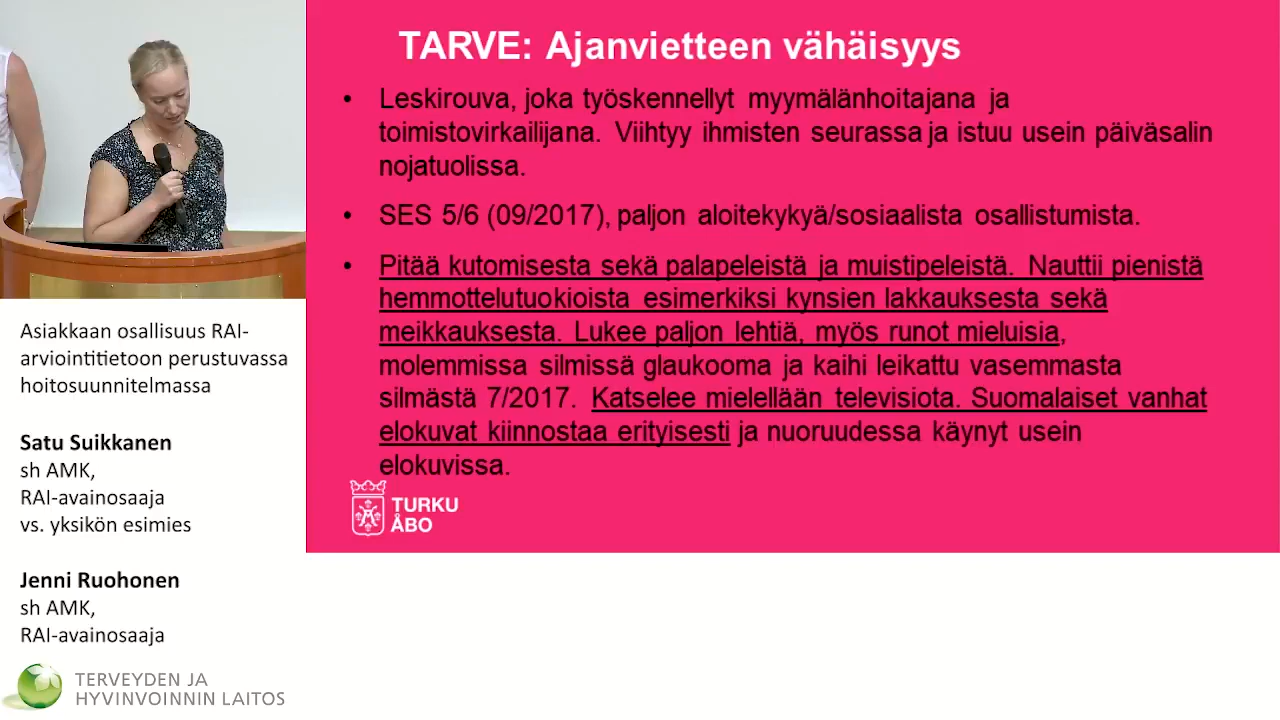 TARVE: Ajanvietteen vähäisyys
• Leskirouva, joka työskennellyt myymälänhoitajana ja
toimistovirkailijana. Viihtyy ihmisten seurassa ja istuu usein päiväsalin
nojatuolissa.
• SES 5/6 (09/2017), paljon aloitekykyä/sosiaalista osallistumista.
• Pitää kutomisesta sekä palapeleistä ja muistipeleistä. Nauttii pienistä
hemmottelutuokioista esimerkiksi kynsien lakkauksesta sekä
meikkauksesta. Lukee paljon lehtiä, myös runot mieluisia,
molemmissa silmissä glaukooma ja kaihi leikattu vasemmasta
silmästä 7/2017. Katselee mielellään televisiota. Suomalaiset vanhat
elokuvat kiinnostaa erityisesti ja nuoruudessa käynyt usein
elokuvissa.
TURKU
ÅBO
Asiakkaan osallisuus RAI-
arviointitietoon perustuvassa
hoitosuunnitelmassa
Satu Suikkanen
sh AMK,
RAI-avainosaaja
vs. yksikön esimies
Jenni Ruohonen
sh AMK,
RAI-avainosaaja
TERVEYDEN JA
HYVINVOINNIN LAITOS